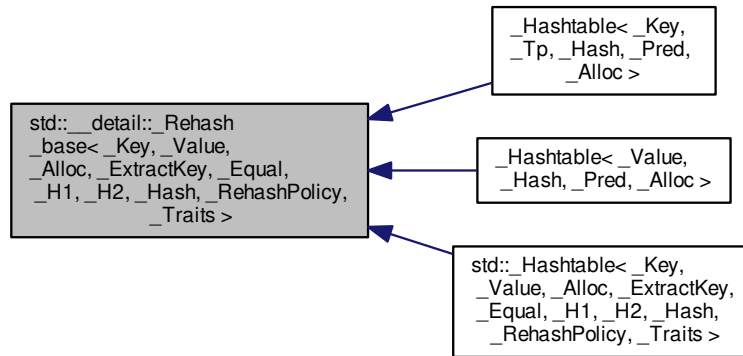 std::__detail::_Rehash
_base< _Key, _Value,
_Alloc, _ExtractKey, _Equal,
_H1, _H2, _Hash, _RehashPolicy,
_Traits >
_Hashtable< _Key,
_Tp, _Hash, _Pred,
_Alloc >
_Hashtable< _Value,
_Hash, _Pred, _Alloc >
std::_Hashtable< _Key,
_Value, _Alloc, _ExtractKey,
_Equal, _H1, _H2, _Hash,
_RehashPolicy, _Traits >